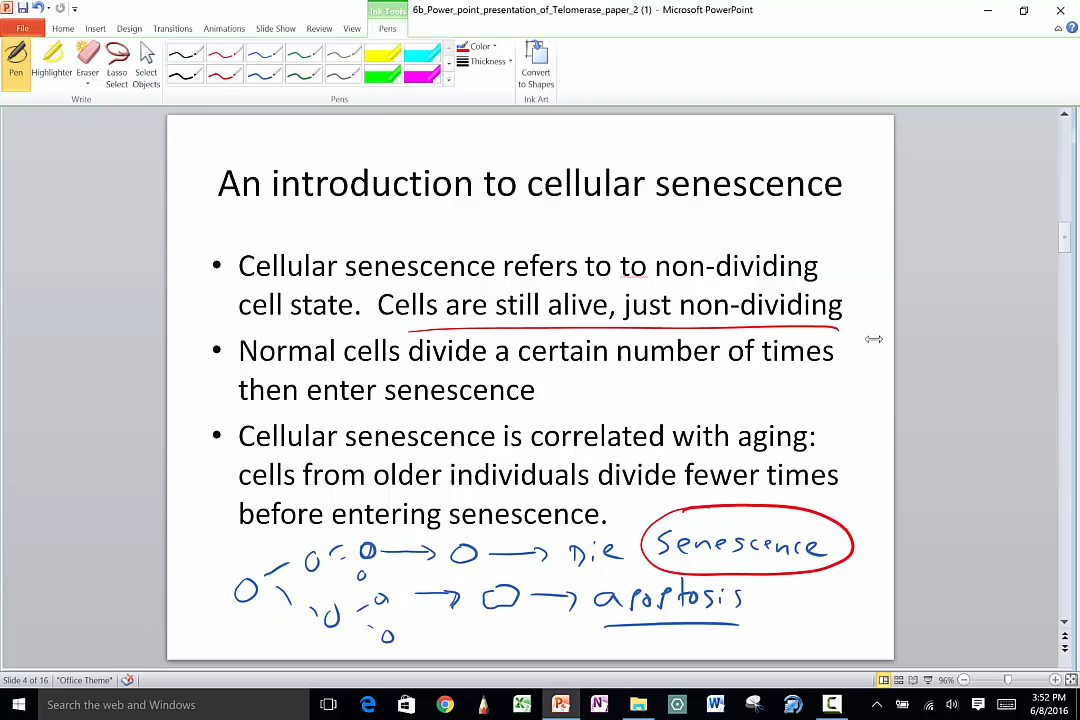 Ink Tools
6b_Power_point_presentation_of_Telomerase_paper_2 (1) - Microsoft PowerPoint
File Home Insert Design Transitions Animations Slide Show Review View Pens
Pen Highlighter Eraser Lasso Select Select Objects
Color Thickness
Convert to Shapes
Write Pens Ink Art
An introduction to cellular senescence
• Cellular senescence refers to to non-dividing
cell state. Cells are still alive, just non-dividing
• Normal cells divide a certain number of times
then enter senescence
• Cellular senescence is correlated with aging:
cells from older individuals divide fewer times
before entering senescence.
Die Senescence
apoptosis
Slide 4 of 16 "Office Theme" 96%
Search the web and Windows
3:52 PM
6/8/2016